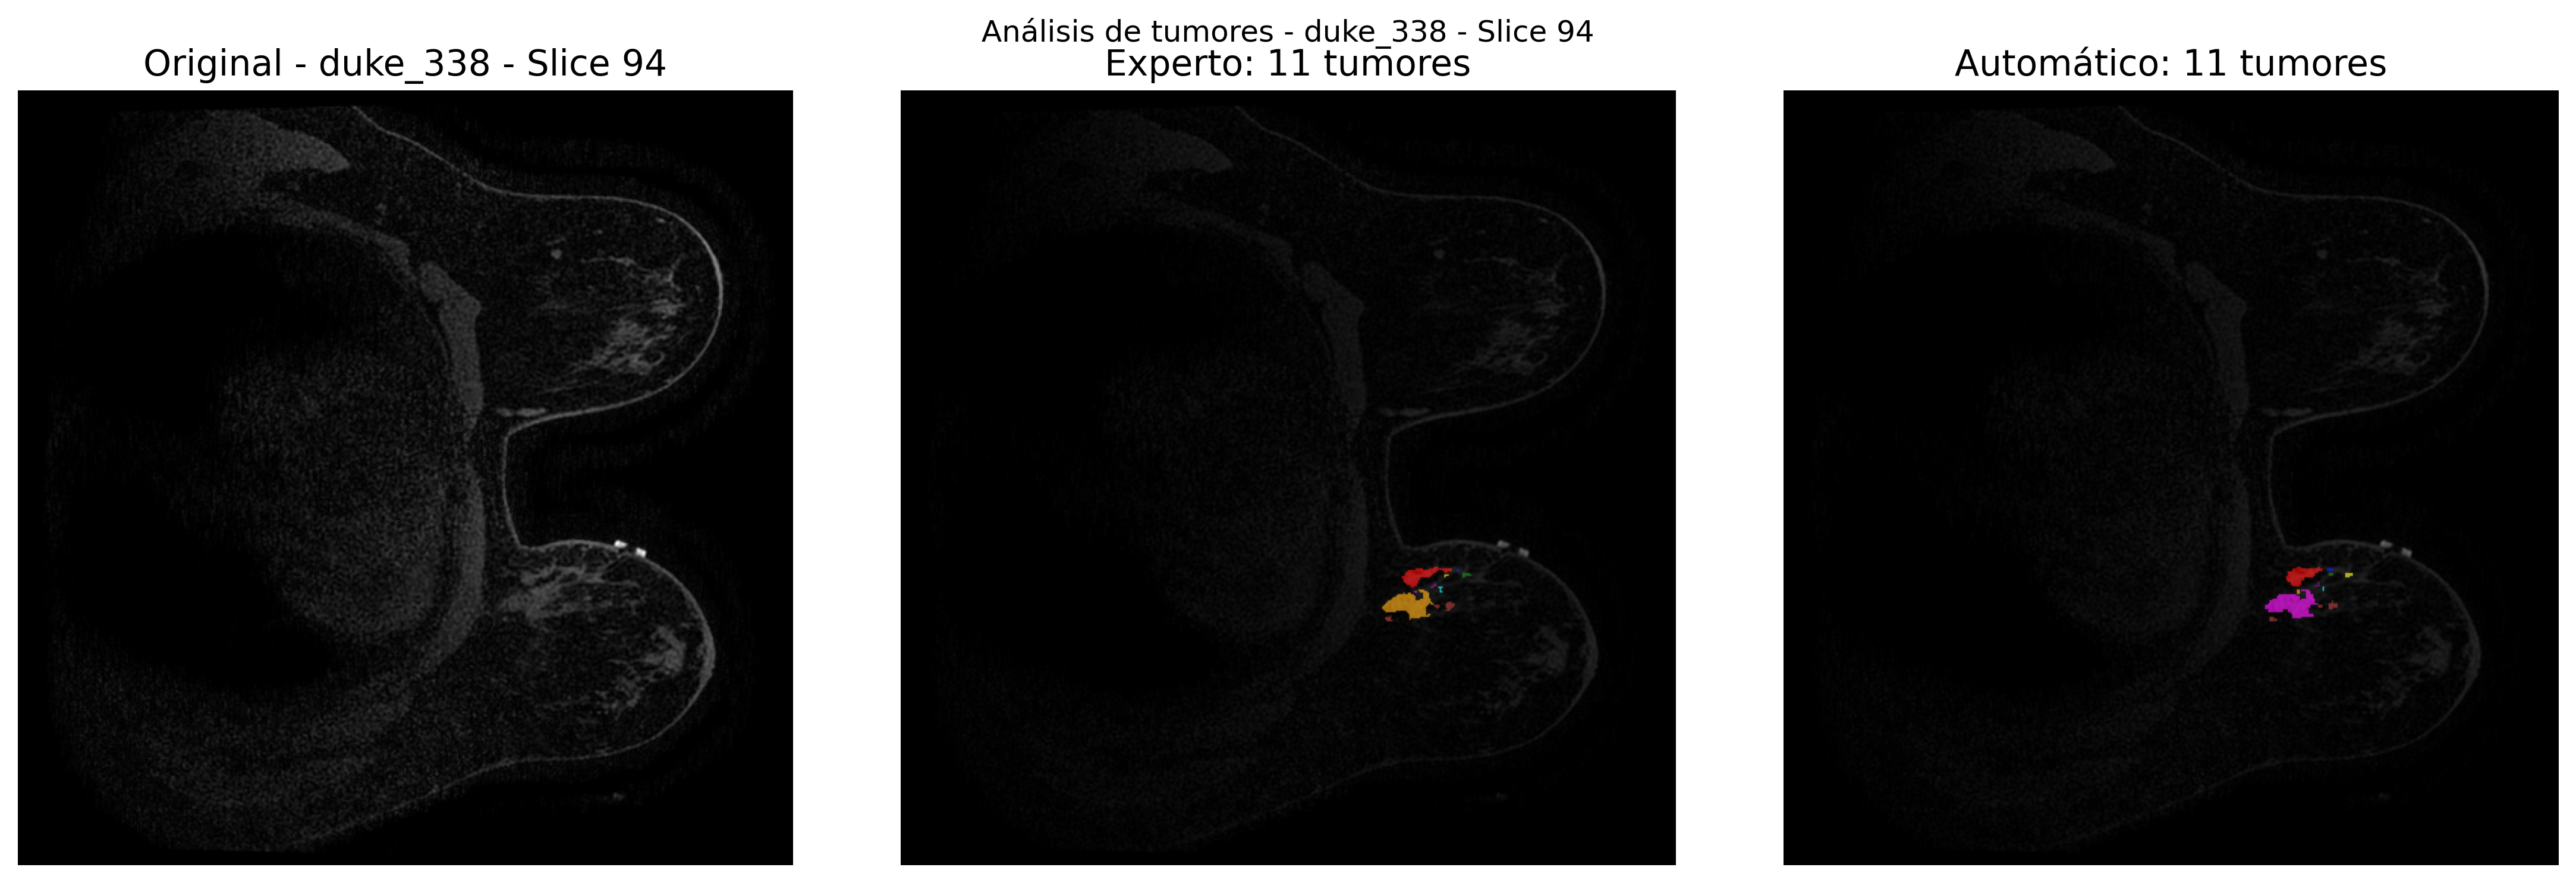 Análisis de tumores - duke_338 - Slice 94
Original - duke_338 - Slice 94
Experto: 11 tumores
Automático: 11 tumores